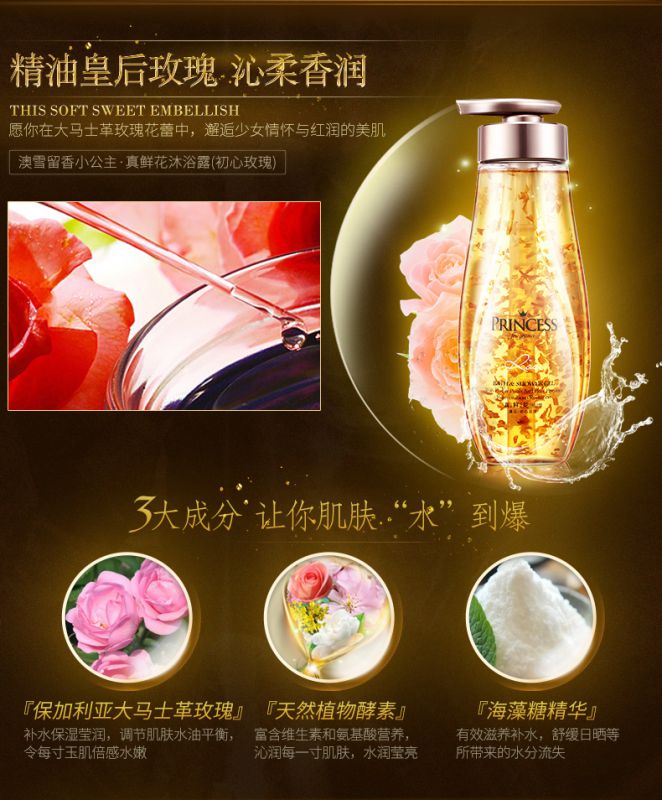 精油皇后玫瑰 沁柔香润
THIS SOFT SWEET EMBELLISH
愿你在大马士革玫瑰花蕾中，邂逅少女情怀与红润的美肌
澳雪留香小公主·真鲜花沐浴露(初心玫瑰)
PRINCESS
BATH & SHOWER GEL
3大成分 让你肌肤“水”到爆
『保加利亚大马士革玫瑰』
补水保湿莹润，调节肌肤水油平衡，
令每寸玉肌倍感水嫩
『天然植物酵素』
富含维生素和氨基酸营养，
沁润每一寸肌肤，水润莹亮
『海藻糖精华』
有效滋养补水，舒缓日晒等
所带来的水分流失